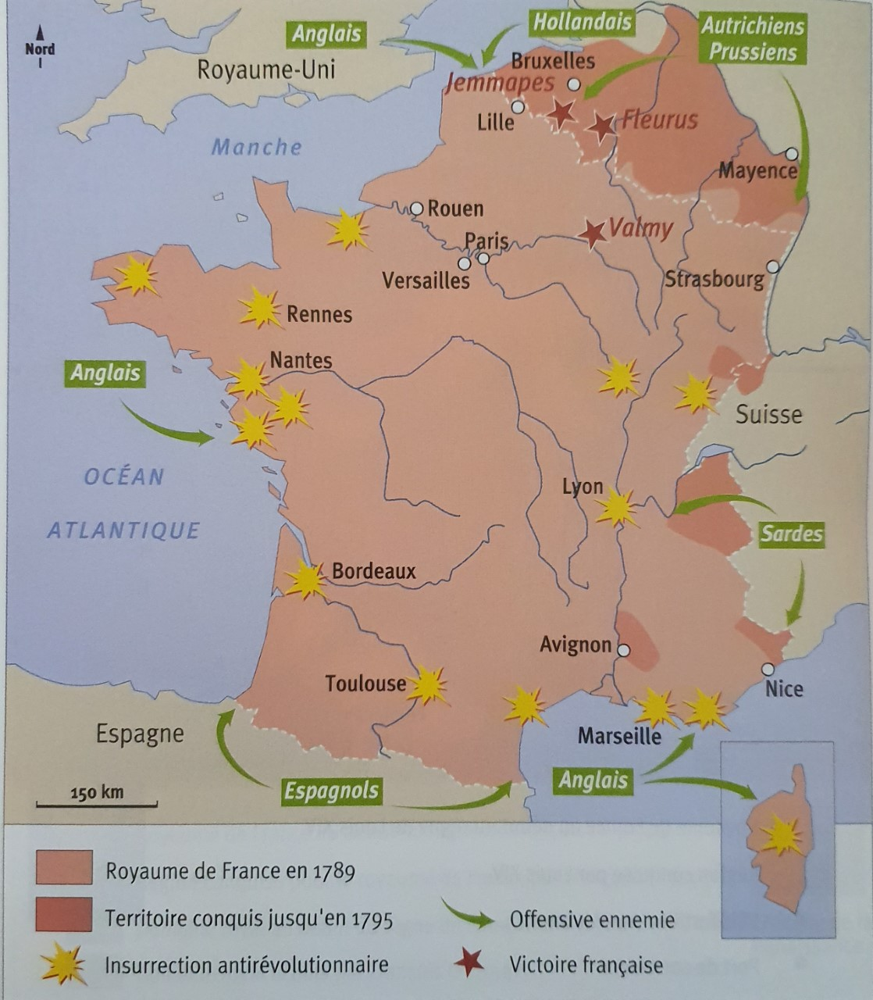 Nord
Anglais
Hollandais
Autrichiens
Prussiens
Royaume-Uni
Bruxelles
Jemmapes
Lille
Fleurus
Manche
Mayence
Rouen
Valmy
Paris
Versailles
Strasbourg
Rennes
Nantes
Anglais
Suisse
OCÉAN
ATLANTIQUE
Lyon
Sardes
Bordeaux
Avignon
Toulouse
Nice
Espagne
Marseille
Espagnols
Anglais
150 km
Royaume de France en 1789
Territoire conquis jusqu'en 1795
Offensive ennemie
Insurrection antirévolutionnaire
Victoire française